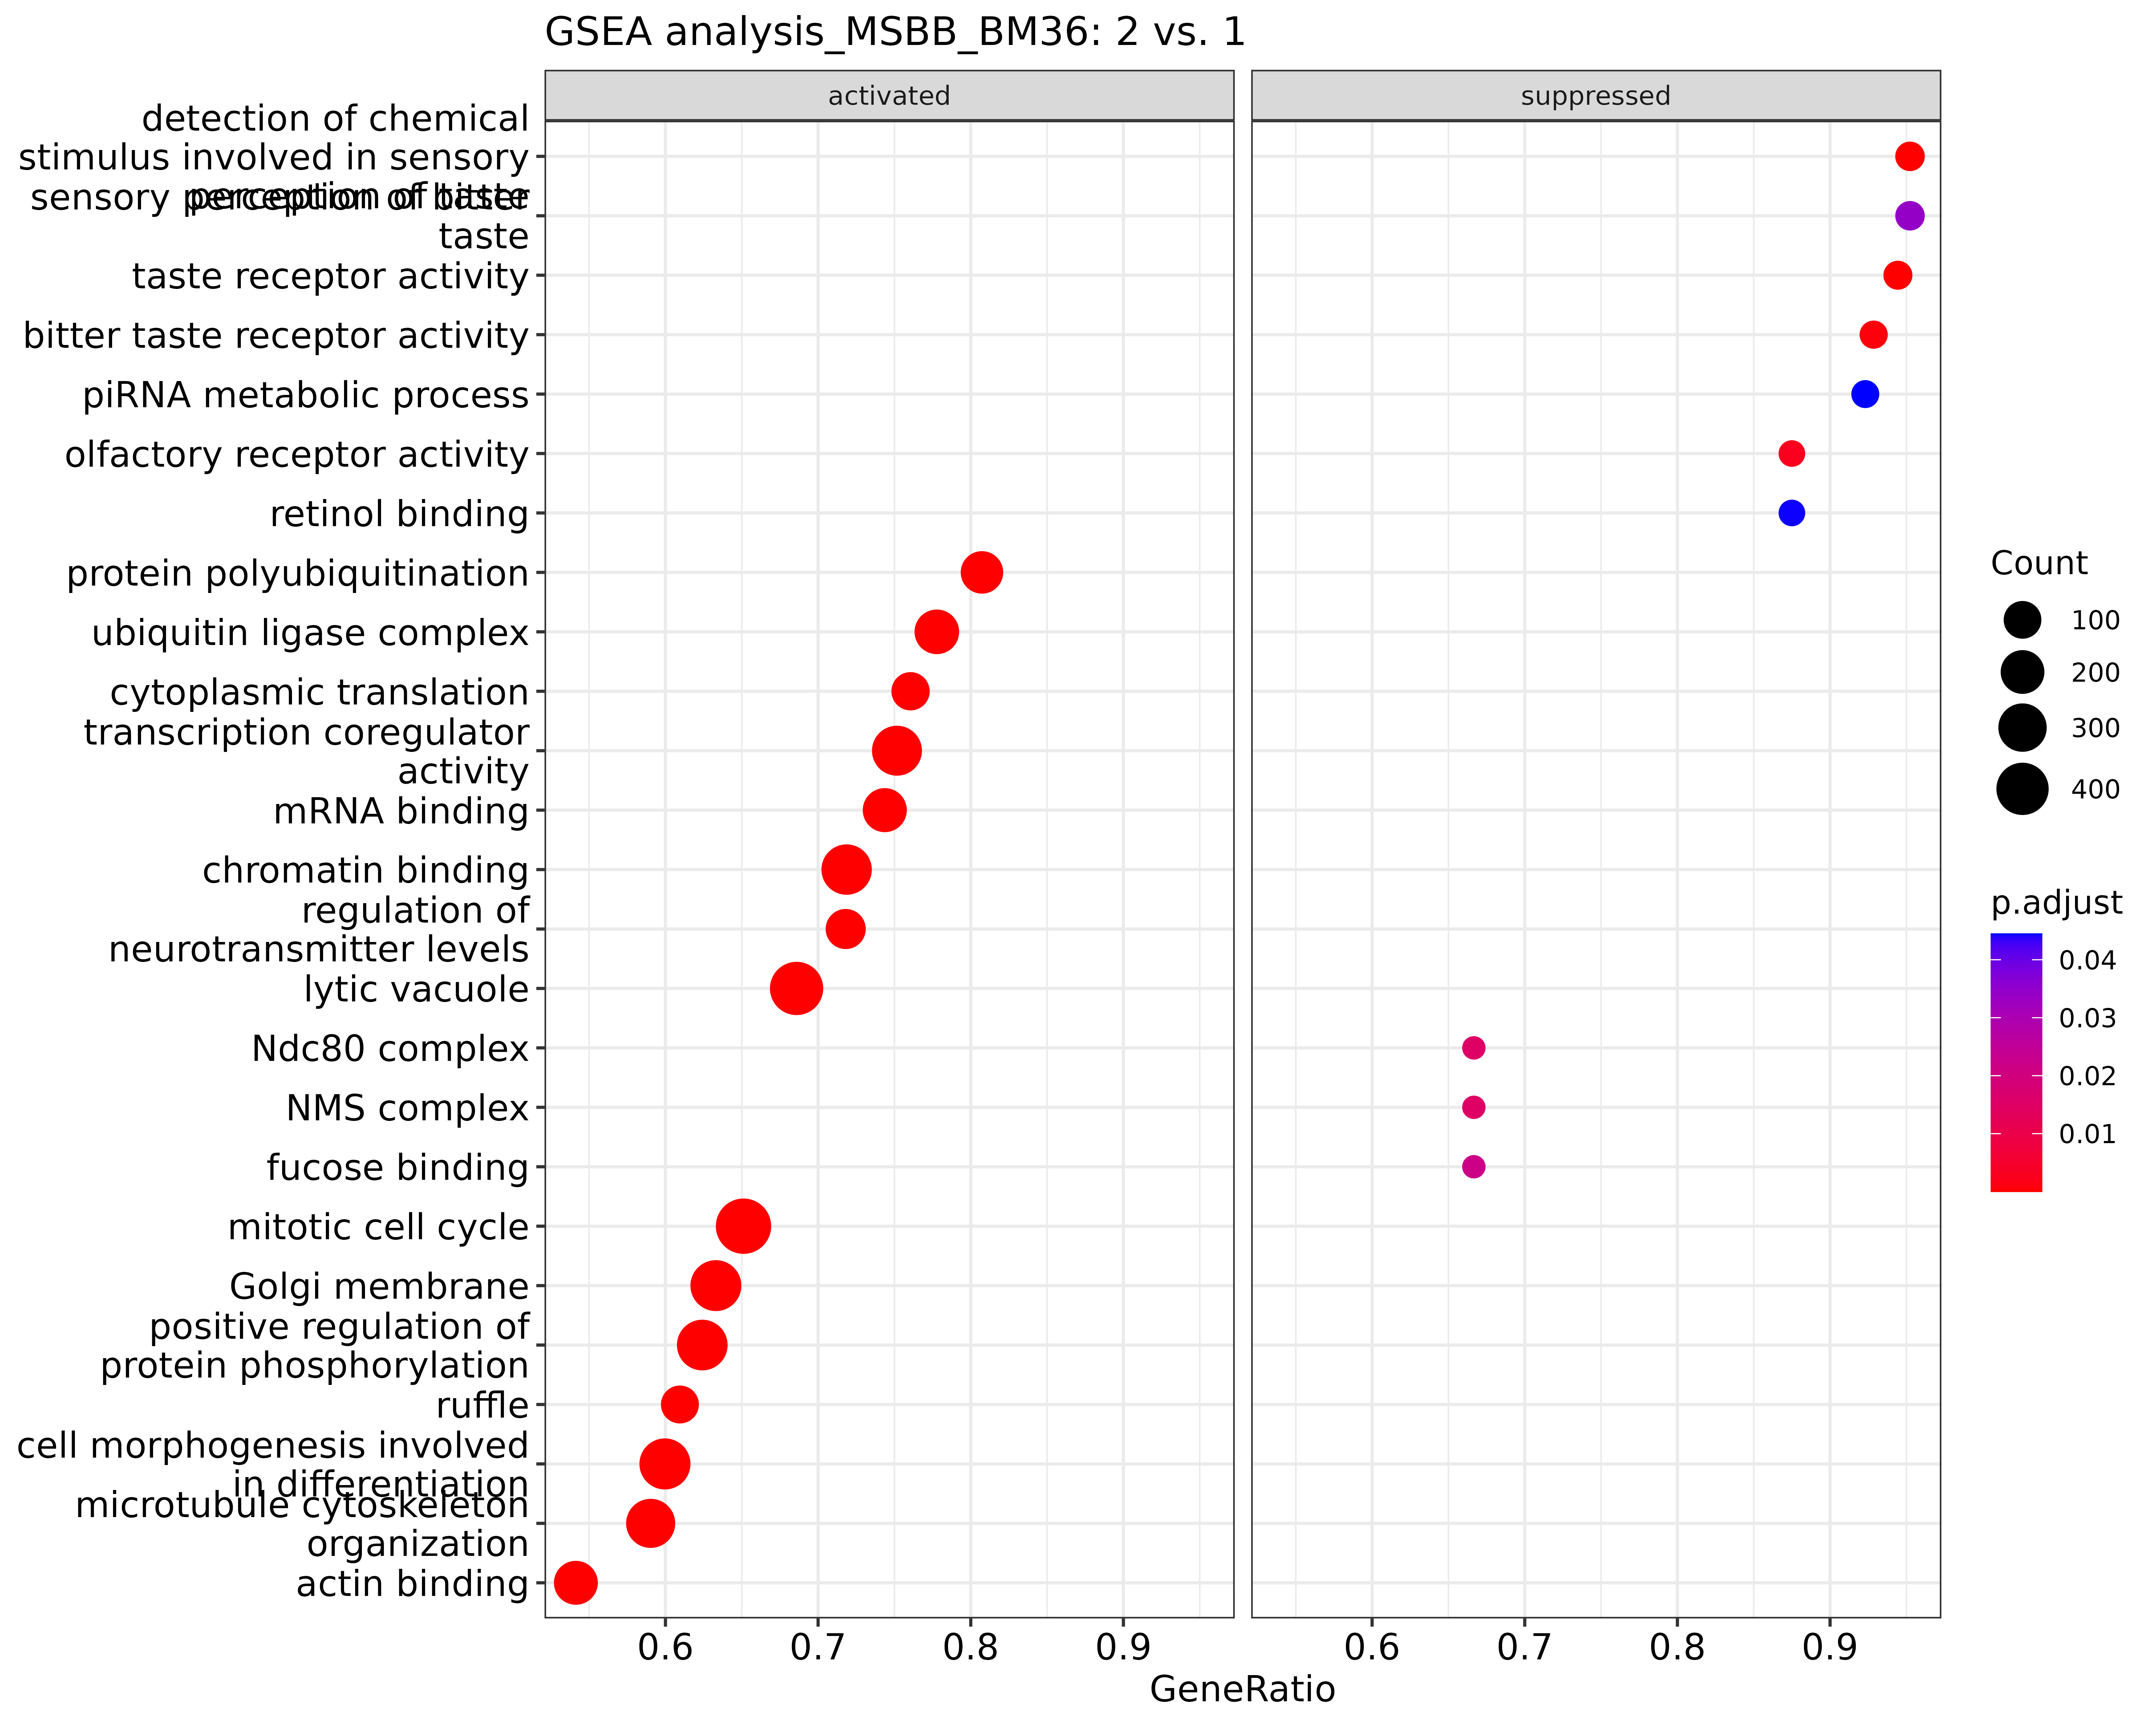 GSEA analysis_MSBB_BM36: 2 vs. 1
activated
suppressed
detection of chemical
stimulus involved in sensory
perception of taste
sensory perception of bitter
taste
taste receptor activity
bitter taste receptor activity
piRNA metabolic process
olfactory receptor activity
retinol binding
protein polyubiquitination
ubiquitin ligase complex
cytoplasmic translation
transcription coregulator
activity
mRNA binding
chromatin binding
regulation of
neurotransmitter levels
lytic vacuole
Ndc80 complex
NMS complex
fucose binding
mitotic cell cycle
Golgi membrane
positive regulation of
protein phosphorylation
ruffle
cell morphogenesis involved
in differentiation
microtubule cytoskeleton
organization
actin binding
0.6 0.7 0.8 0.9
0.6 0.7 0.8 0.9
GeneRatio
Count
100
200
300
400
p.adjust
0.04
0.03
0.02
0.01